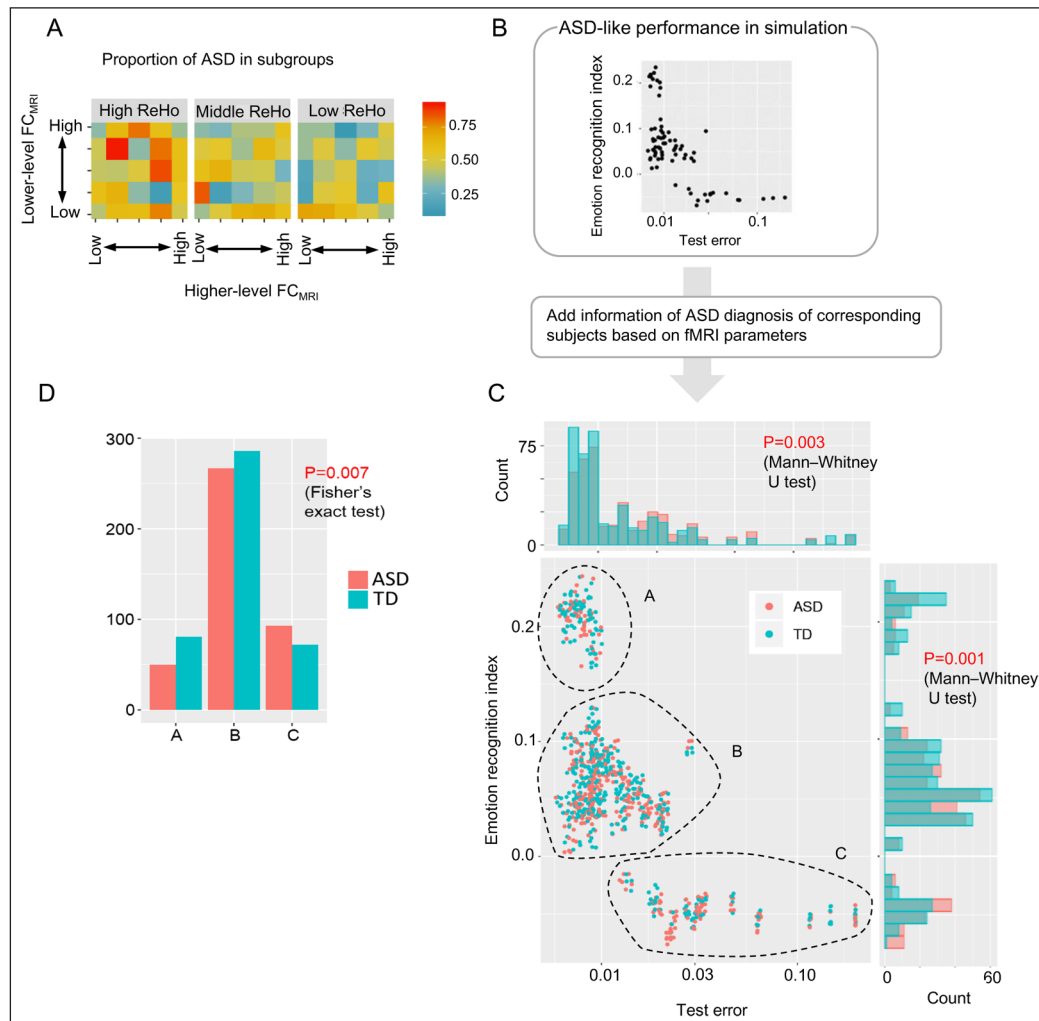 A
Proportion of ASD in subgroups
High ReHo
Middle ReHo
Low ReHo
Lower-level FC_MRI
High
Low
0.75
0.50
0.25
Low
High
Low
High
Low
High
Higher-level FC_MRI
B
ASD-like performance in simulation
Emotion recognition index
0.2
0.1
0.0
0.01
0.1
Test error
Add information of ASD diagnosis of corresponding
subjects based on fMRI parameters
D
300
200
100
0
P=0.007
(Fisher's
exact test)
ASD
TD
A
B
C
C
Count
75
0
P=0.003
(Mann–Whitney
U test)
Emotion recognition index
0.2
0.1
0.0
A
B
C
ASD
TD
0.01
0.03
0.10
Test error
P=0.001
(Mann–Whitney
U test)
0
60
Count